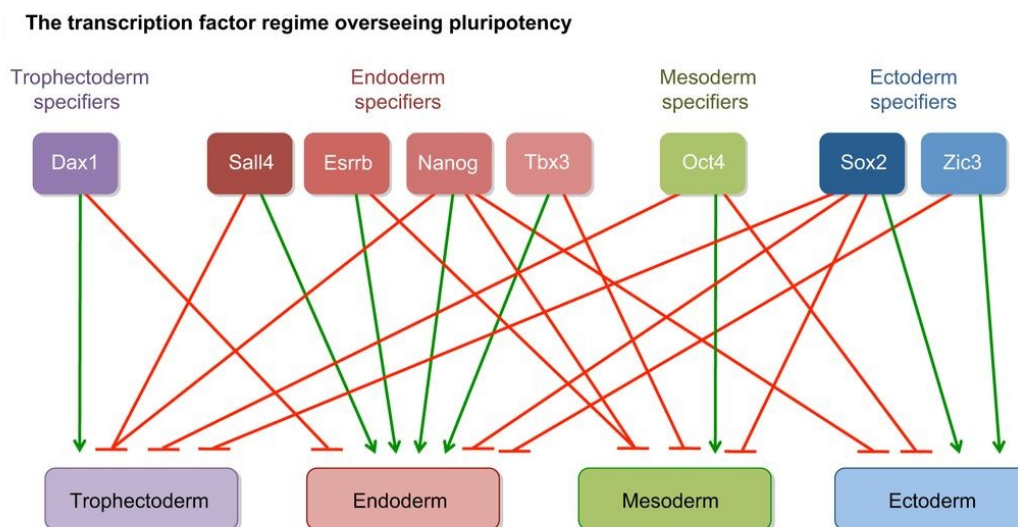 The transcription factor regime overseeing pluripotency
Trophectoderm
specifiers
Endoderm
specifiers
Mesoderm
specifiers
Ectoderm
specifiers
Dax1
Sall4
Esrrb
Nanog
Tbx3
Oct4
Sox2
Zic3
Trophectoderm
Endoderm
Mesoderm
Ectoderm